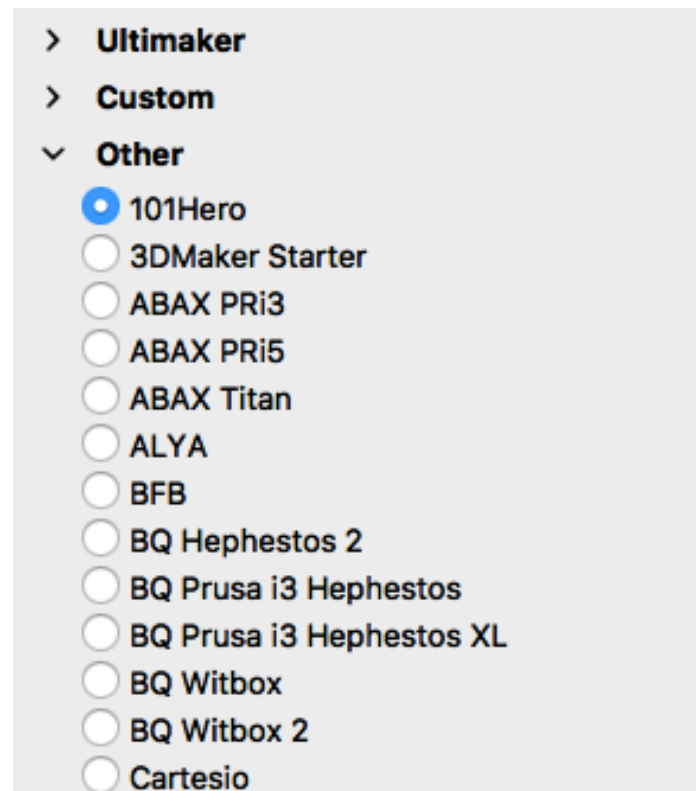 Ultimaker
Custom
Other
101Hero
3DMaker Starter
ABAX PRi3
ABAX PRi5
ABAX Titan
ALYA
BFB
BQ Hephestos 2
BQ Prusa i3 Hephestos
BQ Prusa i3 Hephestos XL
BQ Witbox
BQ Witbox 2
Cartesio